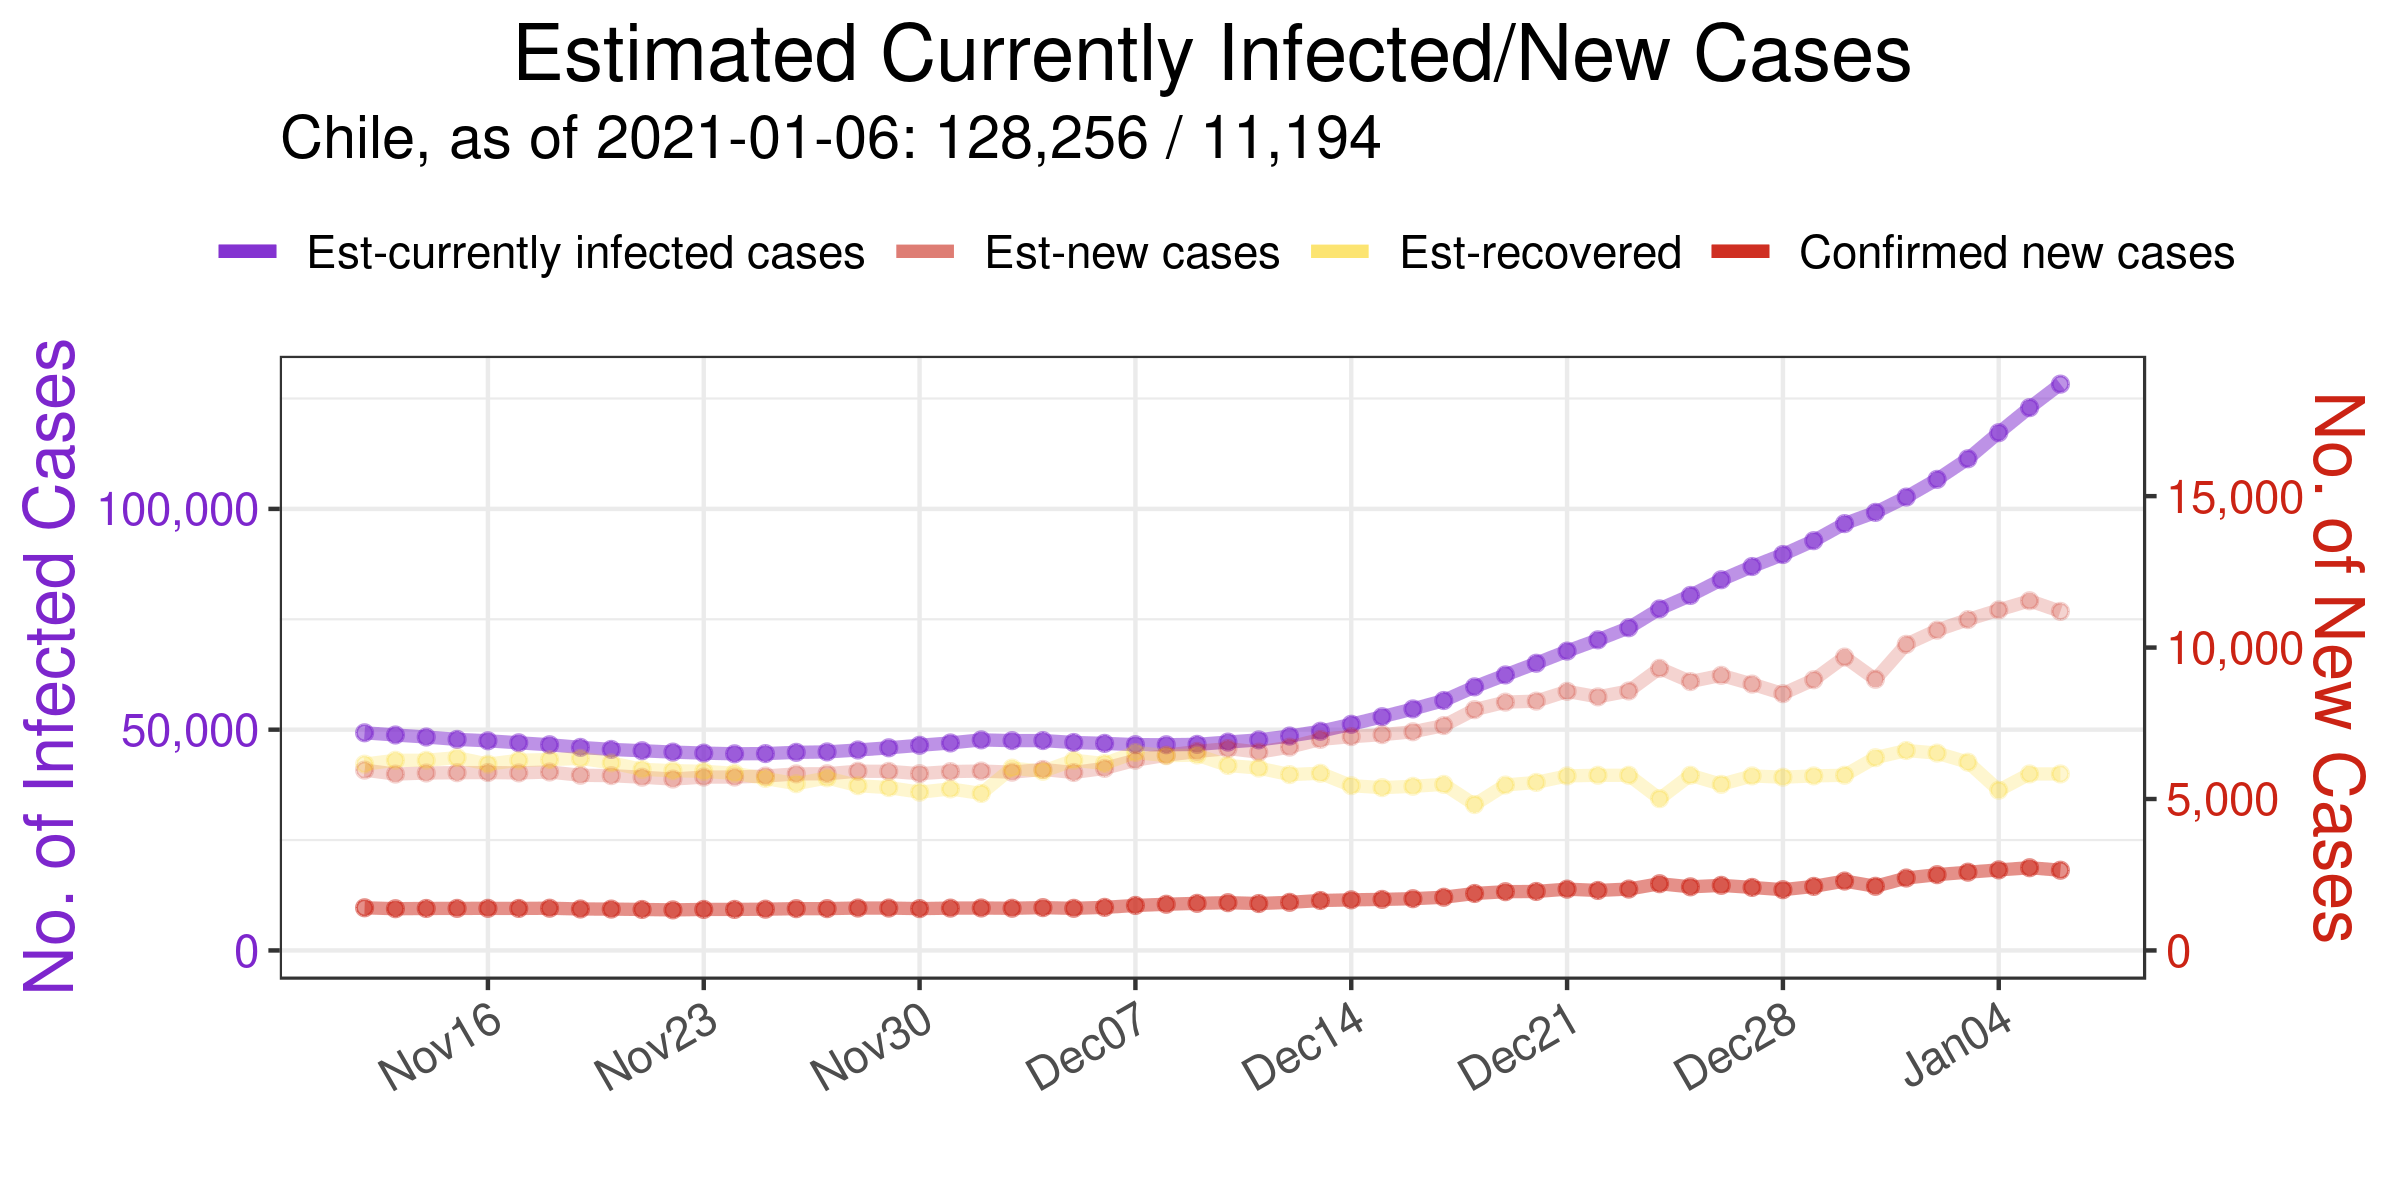 Estimated Currently Infected/New Cases
Chile, as of 2021-01-06: 128,256 / 11,194
Est-currently infected cases Est-new cases Est-recovered Confirmed new cases
No. of Infected Cases
100,000
50,000
0
No. of New Cases
15,000
10,000
5,000
0
Nov16 Nov23 Nov30 Dec07 Dec14 Dec21 Dec28 Jan04